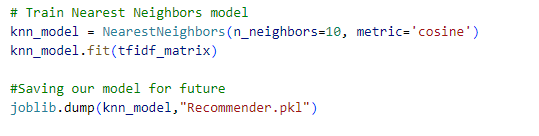 # Train Nearest Neighbors model
knn_model = NearestNeighbors(n_neighbors=10, metric='cosine')
knn_model.fit(tfidf_matrix)
#Saving our model for future
joblib.dump(knn_model,"Recommender.pkl")